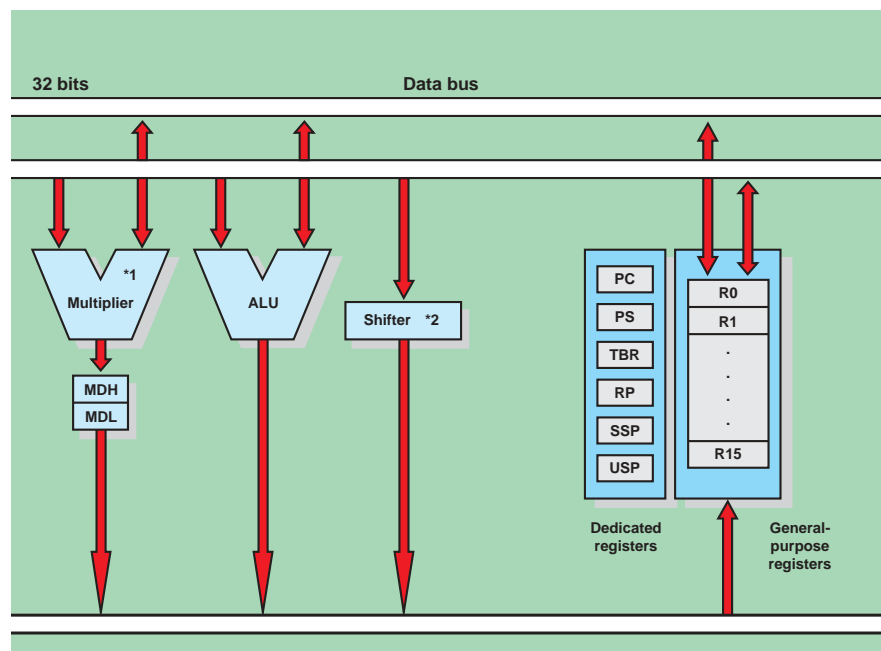 32 bits
Data bus
*1
Multiplier
ALU
Shifter *2
MDH
MDL
PC
PS
TBR
RP
SSP
USP
R0
R1
.
.
.
.
R15
Dedicated
registers
General-
purpose
registers